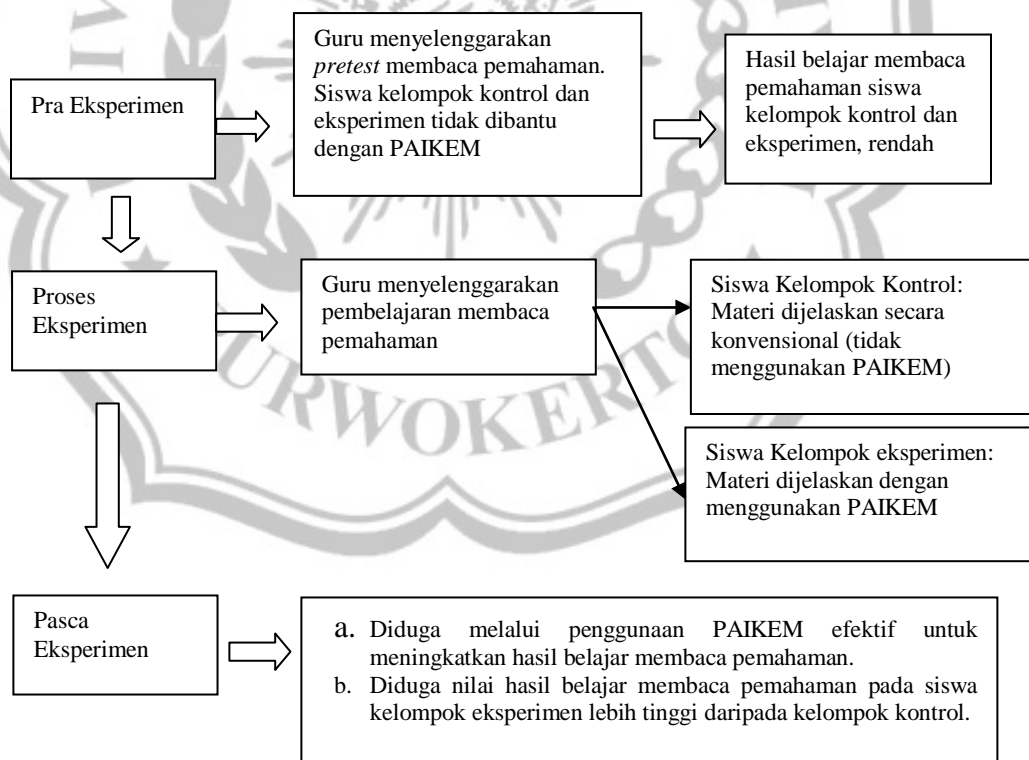 Pra Eksperimen
Guru menyelenggarakan
pretest membaca pemahaman.
Siswa kelompok kontrol dan
eksperimen tidak dibantu
dengan PAIKEM
Hasil belajar membaca
pemahaman siswa
kelompok kontrol dan
eksperimen, rendah
Proses
Eksperimen
Guru menyelenggarakan
pembelajaran membaca
pemahaman
Siswa Kelompok Kontrol:
Materi dijelaskan secara
konvensional (tidak
menggunakan PAIKEM)
Siswa Kelompok eksperimen:
Materi dijelaskan dengan
menggunakan PAIKEM
Pasca
Eksperimen
a. Diduga melalui penggunaan PAIKEM efektif untuk
meningkatkan hasil belajar membaca pemahaman.
b. Diduga nilai hasil belajar membaca pemahaman pada siswa
kelompok eksperimen lebih tinggi daripada kelompok kontrol.